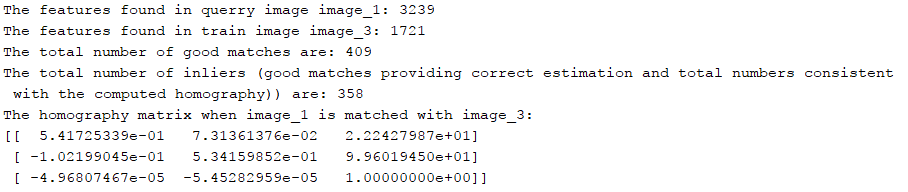 The features found in querry image image_1: 3239
The features found in train image image_3: 1721
The total number of good matches are: 409
The total number of inliers (good matches providing correct estimation and total numbers consistent
with the computed homography)) are: 358
The homography matrix when image_1 is matched with image_3:
[[  5.41725339e-01   7.31361376e-02   2.22427987e+01]
[ -1.02199045e-01   5.34159852e-01   9.96019450e+01]
[ -4.96807467e-05  -5.45282959e-05   1.00000000e+00]]